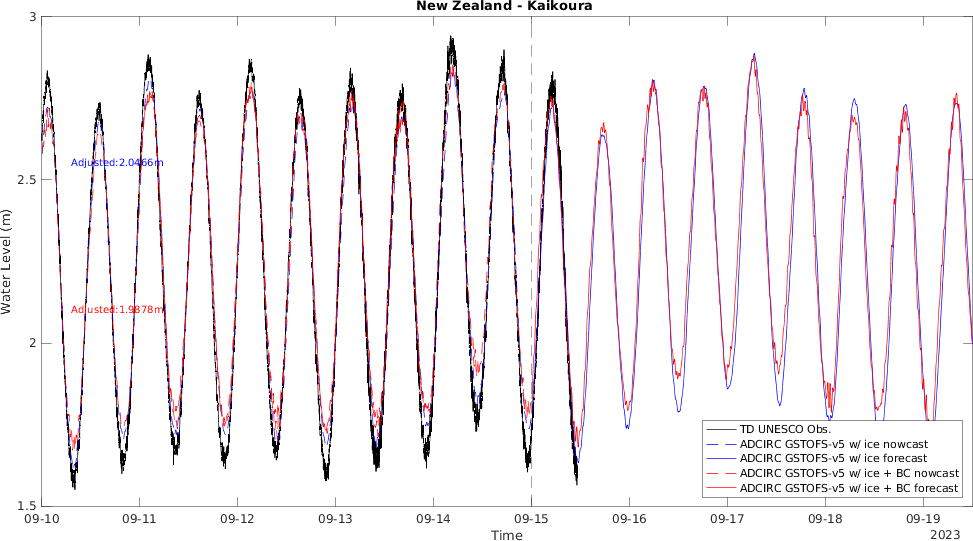 New Zealand - Kaikoura
3
2.5
2
1.5
Water Level (m)
Adjusted:2.0466m
Adjusted:1.9878m
TD UNESCO Obs.
ADCIRC GSTOFS-v5 w/ ice nowcast
ADCIRC GSTOFS-v5 w/ ice forecast
ADCIRC GSTOFS-v5 w/ ice + BC nowcast
ADCIRC GSTOFS-v5 w/ ice + BC forecast
09-10 09-11 09-12 09-13 09-14 09-15 09-16 09-17 09-18 09-19
Time
2023